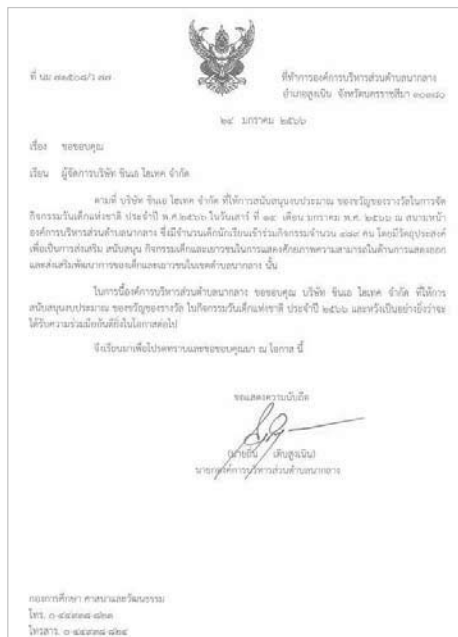 ที่ นม ๗๑๕๐๘/ว ๗๗
ที่ทำการองค์การบริหารส่วนตำบลนากลาง
อำเภอสูงเนิน จังหวัดนครราชสีมา ๓๐๓๘๐
๒๔ มกราคม ๒๕๖๖
เรื่อง ขอขอบคุณ
เรียน ผู้จัดการบริษัท ชินเอ ไฮเทค จำกัด
ตามที่ บริษัท ชินเอ ไฮเทค จำกัด ที่ให้การสนับสนุนงบประมาณ ของขวัญของรางวัลในการจัด
กิจกรรมวันเด็กแห่งชาติ ประจำปี พ.ศ.๒๕๖๖ ในวันเสาร์ ที่ ๑๔ เดือน มกราคม พ.ศ. ๒๕๖๖ ณ สนามหน้า
องค์การบริหารส่วนตำบลนากลาง ซึ่งมีจำนวนเด็กนักเรียนเข้าร่วมกิจกรรมจำนวน ๔๘๙ คน โดยมีวัตถุประสงค์
เพื่อเป็นการส่งเสริม สนับสนุน กิจกรรมเด็กและเยาวชนในการแสดงศักยภาพความสามารถในด้านการแสดงออก
และส่งเสริมพัฒนาการของเด็กและเยาวชนในเขตตำบลนากลาง นั้น
ในการนี้องค์การบริหารส่วนตำบลนากลาง ขอขอบคุณ บริษัท ชินเอ ไฮเทค จำกัด ที่ให้การ
สนับสนุนงบประมาณ ของขวัญของรางวัล ในกิจกรรมวันเด็กแห่งชาติ ประจำปี ๒๕๖๖ และหวังเป็นอย่างยิ่งว่าจะ
ได้รับความร่วมมืออันดียิ่งในโอกาสต่อไป
จึงเรียนมาเพื่อโปรดทราบและขอขอบคุณมา ณ โอกาส นี้
ขอแสดงความนับถือ
(นายยืน เติบสูงเนิน)
นายกองค์การบริหารส่วนตำบลนากลาง
กองการศึกษา ศาสนาและวัฒนธรรม
โทร.
โทรสาร.